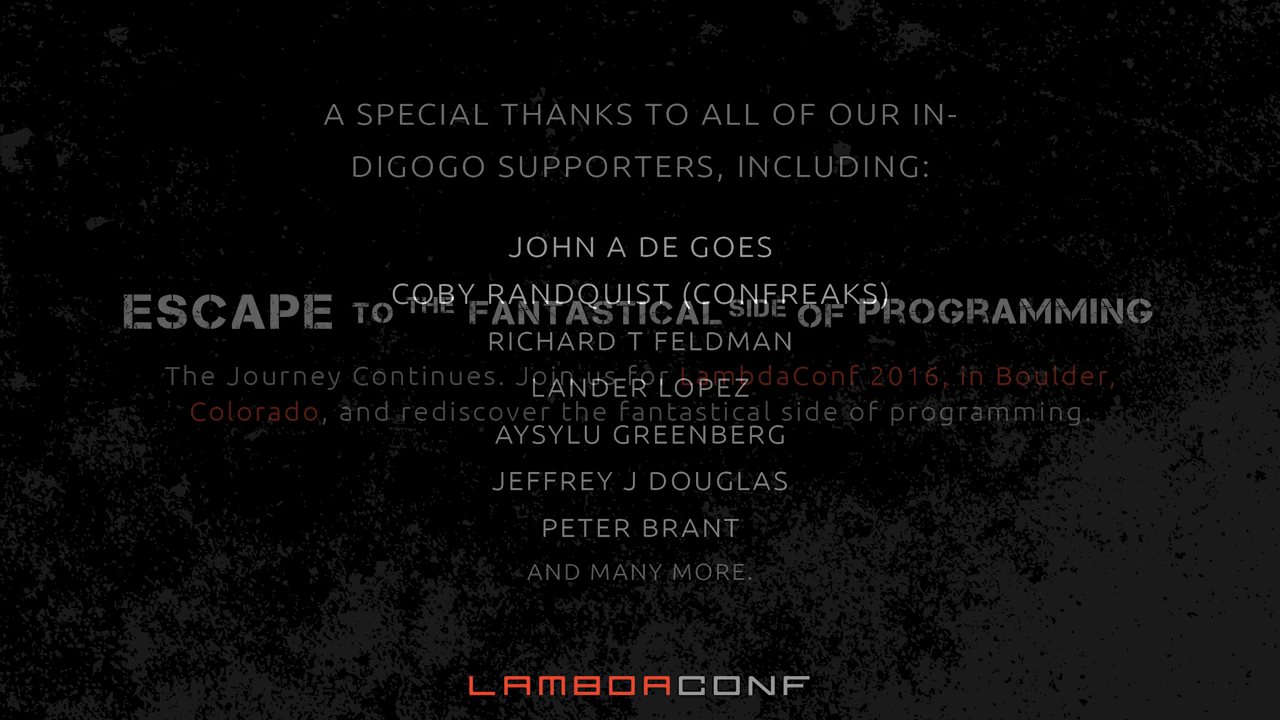 A SPECIAL THANKS TO ALL OF OUR IN-
DIGOGO SUPPORTERS, INCLUDING:
JOHN A DE GOES
COBY RANDQUIST (CONFREAKS)
ESCAPE TO THE FANTASTICAL SIDE OF PROGRAMMING
RICHARD T FELDMAN
The Journey Continues. Join us for LambdaConf 2016, in Boulder,
LANDER LOPEZ
Colorado, and rediscover the fantastical side of programming.
AYSYLU GREENBERG
JEFFREY J DOUGLAS
PETER BRANT
AND MANY MORE.
LAMBDACONF